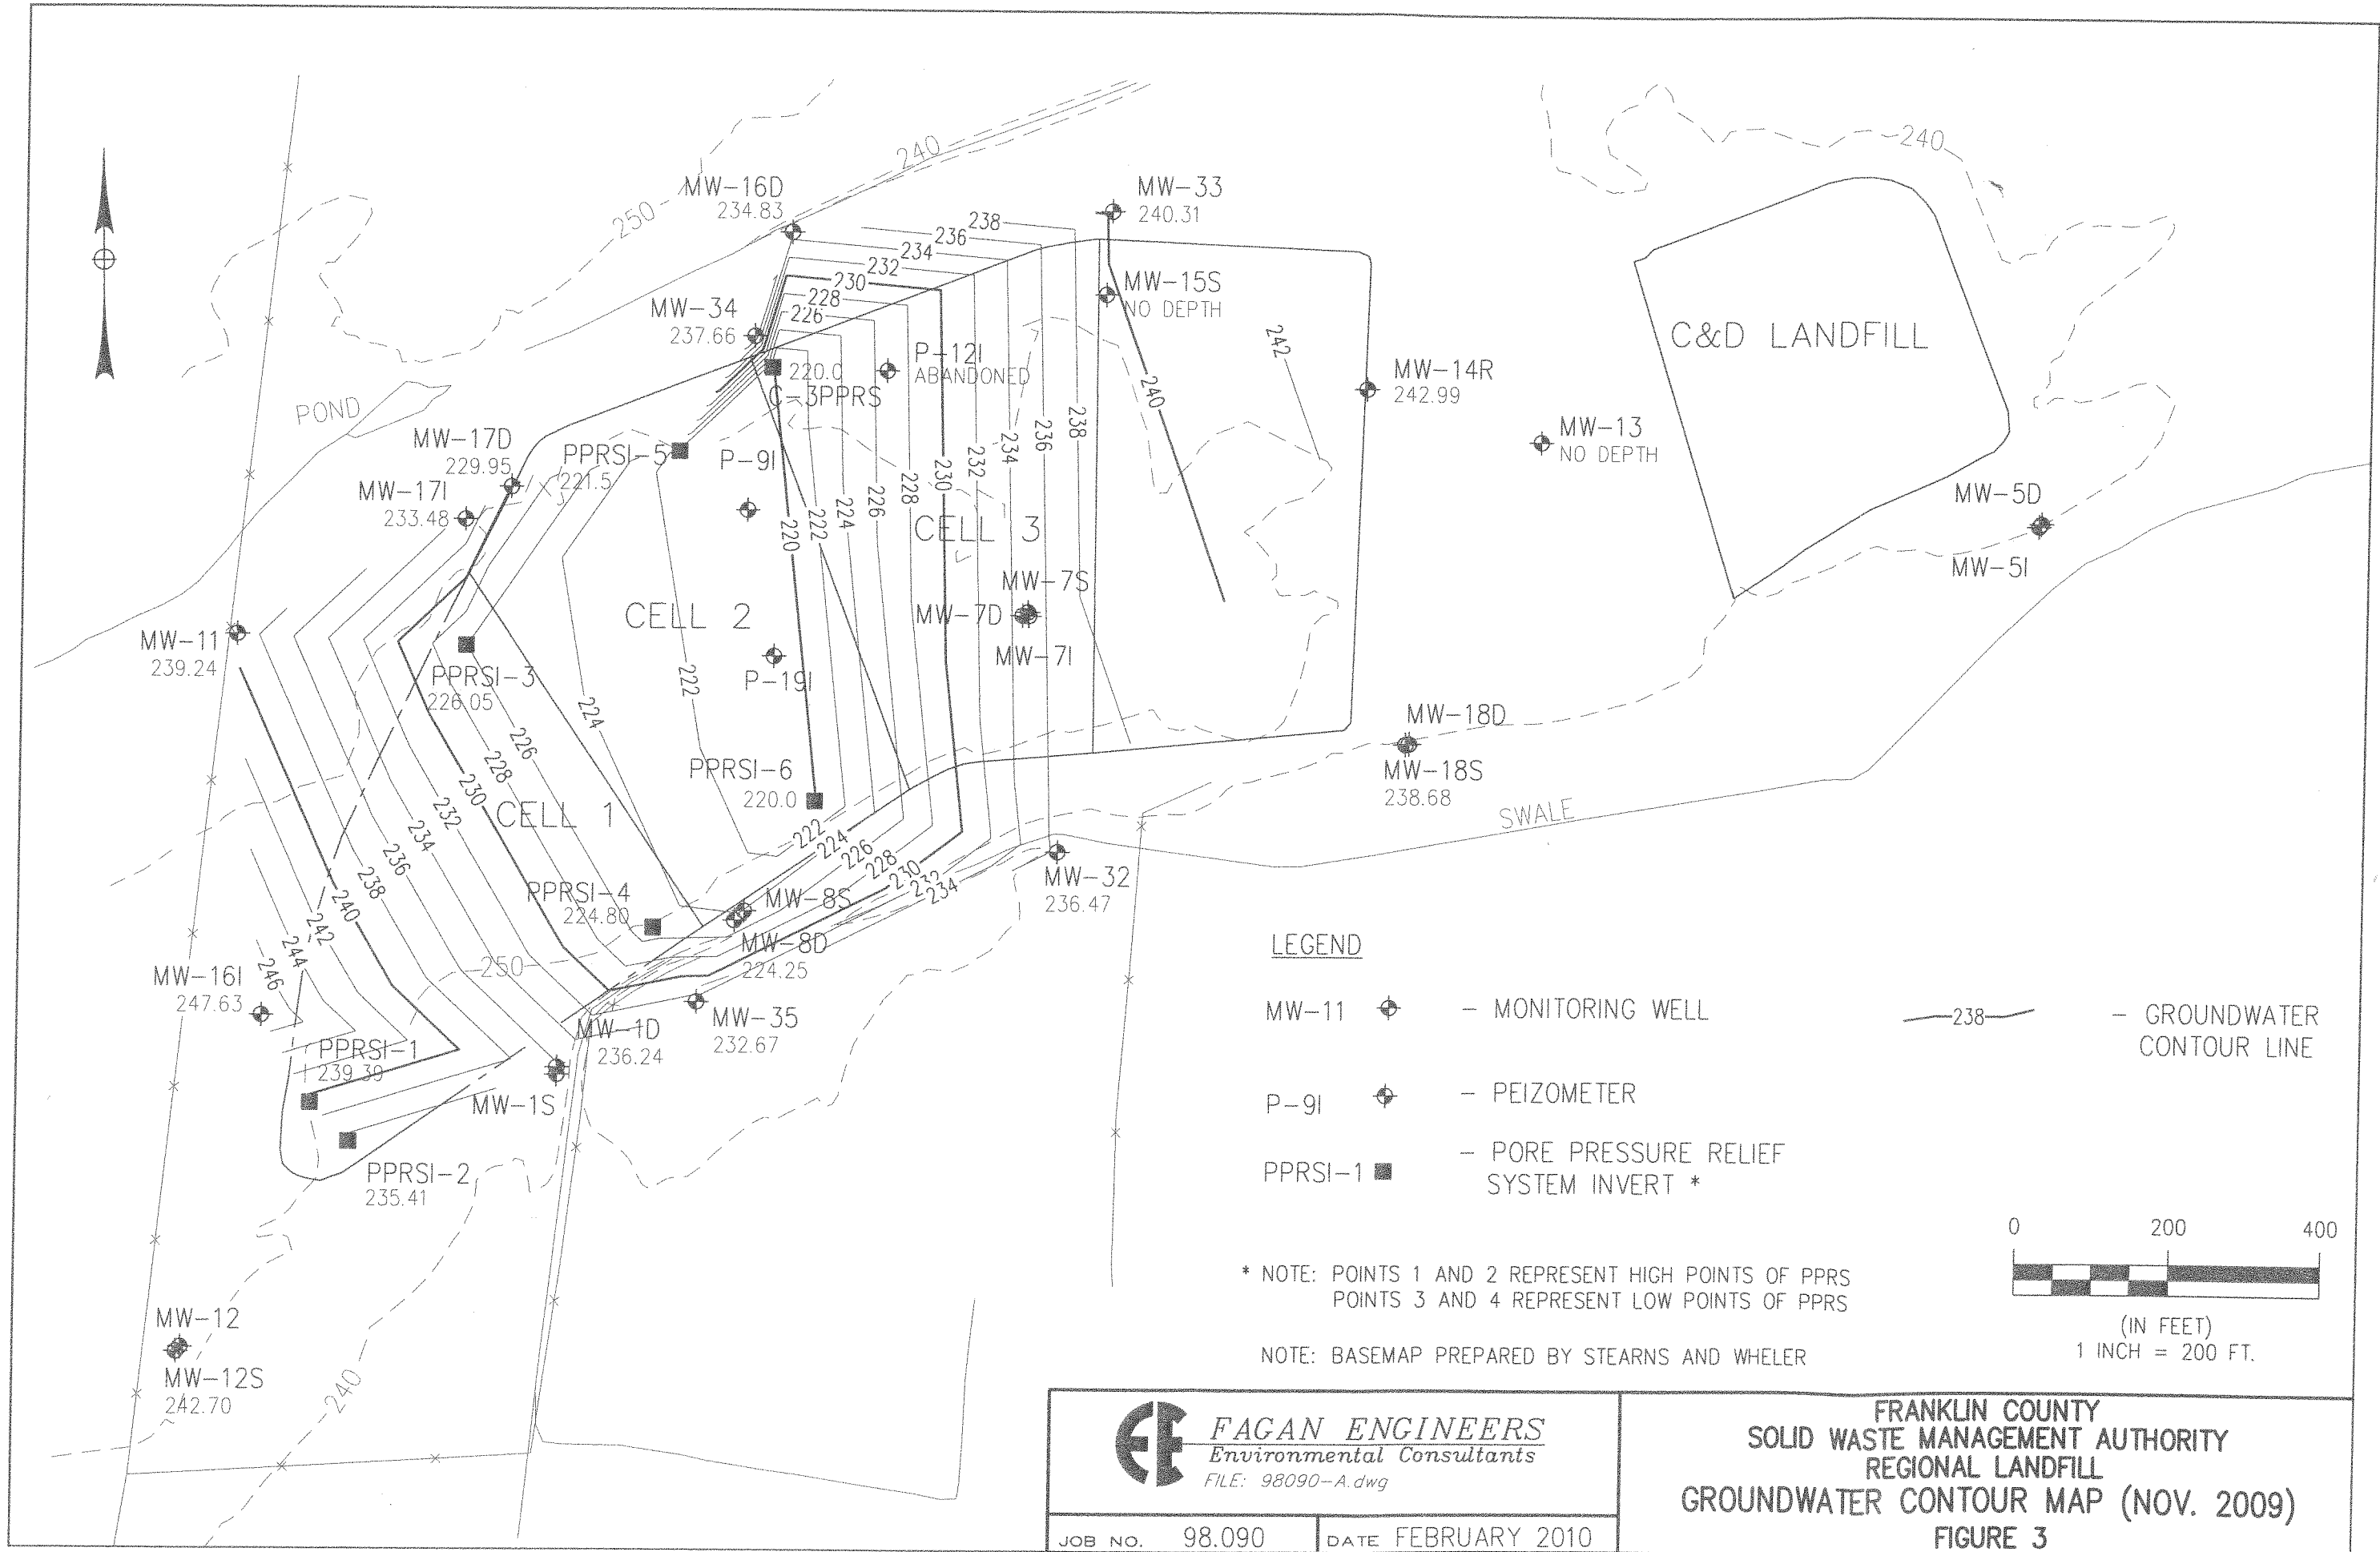 240
240
250
MW-16D
234.83
MW-33
240.31
238
236
234
232
230
228
226
MW-15S
NO DEPTH
MW-34
237.66
C&D LANDFILL
P-12I
ABANDONED
220.0
C-3PPRS
242
MW-14R
242.99
240
POND
MW-17D
229.95
PPRSI-5
221.5
P-9I
MW-13
NO DEPTH
238
236
234
232
230
228
226
224
222
220
MW-17I
233.48
CELL 3
MW-5D
MW-5I
MW-7S
MW-7D
MW-7I
CELL 2
MW-11
239.24
PPRSI-3
226.05
P-19I
222
224
MW-18D
MW-18S
238.68
226
228
230
232
234
236
238
240
242
244
246
CELL 1
PPRSI-6
220.0
SWALE
222
224
226
228
230
232
234
MW-32
236.47
PPRSI-4
224.80
MW-8S
MW-8D
224.25
250
MW-16I
247.63
MW-1D
236.24
MW-35
232.67
PPRSI-1
239.39
MW-1S
PPRSI-2
235.41
MW-12
MW-12S
242.70
240
LEGEND
MW-11 - MONITORING WELL
238 - GROUNDWATER
CONTOUR LINE
P-9I - PEIZOMETER
PPRSI-1 - PORE PRESSURE RELIEF
SYSTEM INVERT *
* NOTE: POINTS 1 AND 2 REPRESENT HIGH POINTS OF PPRS
POINTS 3 AND 4 REPRESENT LOW POINTS OF PPRS
NOTE: BASEMAP PREPARED BY STEARNS AND WHELER
0 200 400
(IN FEET)
1 INCH = 200 FT.
FAGAN ENGINEERS
Environmental Consultants
FILE: 98090-A.dwg
JOB NO. 98.090
DATE FEBRUARY 2010
FRANKLIN COUNTY
SOLID WASTE MANAGEMENT AUTHORITY
REGIONAL LANDFILL
GROUNDWATER CONTOUR MAP (NOV. 2009)
FIGURE 3